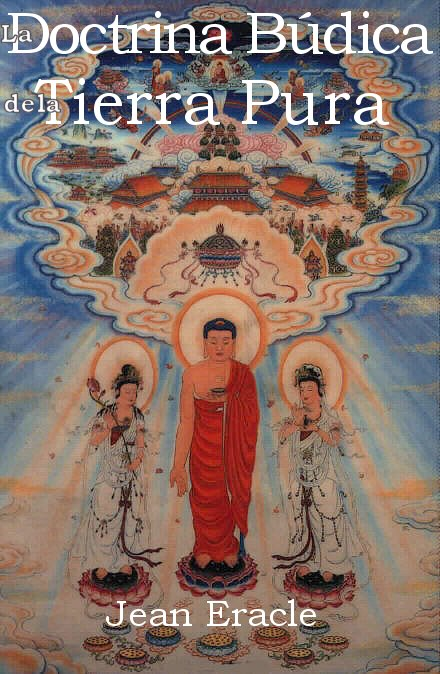 La Doctrina Búdica
de la Tierra Pura
Jean Eracle